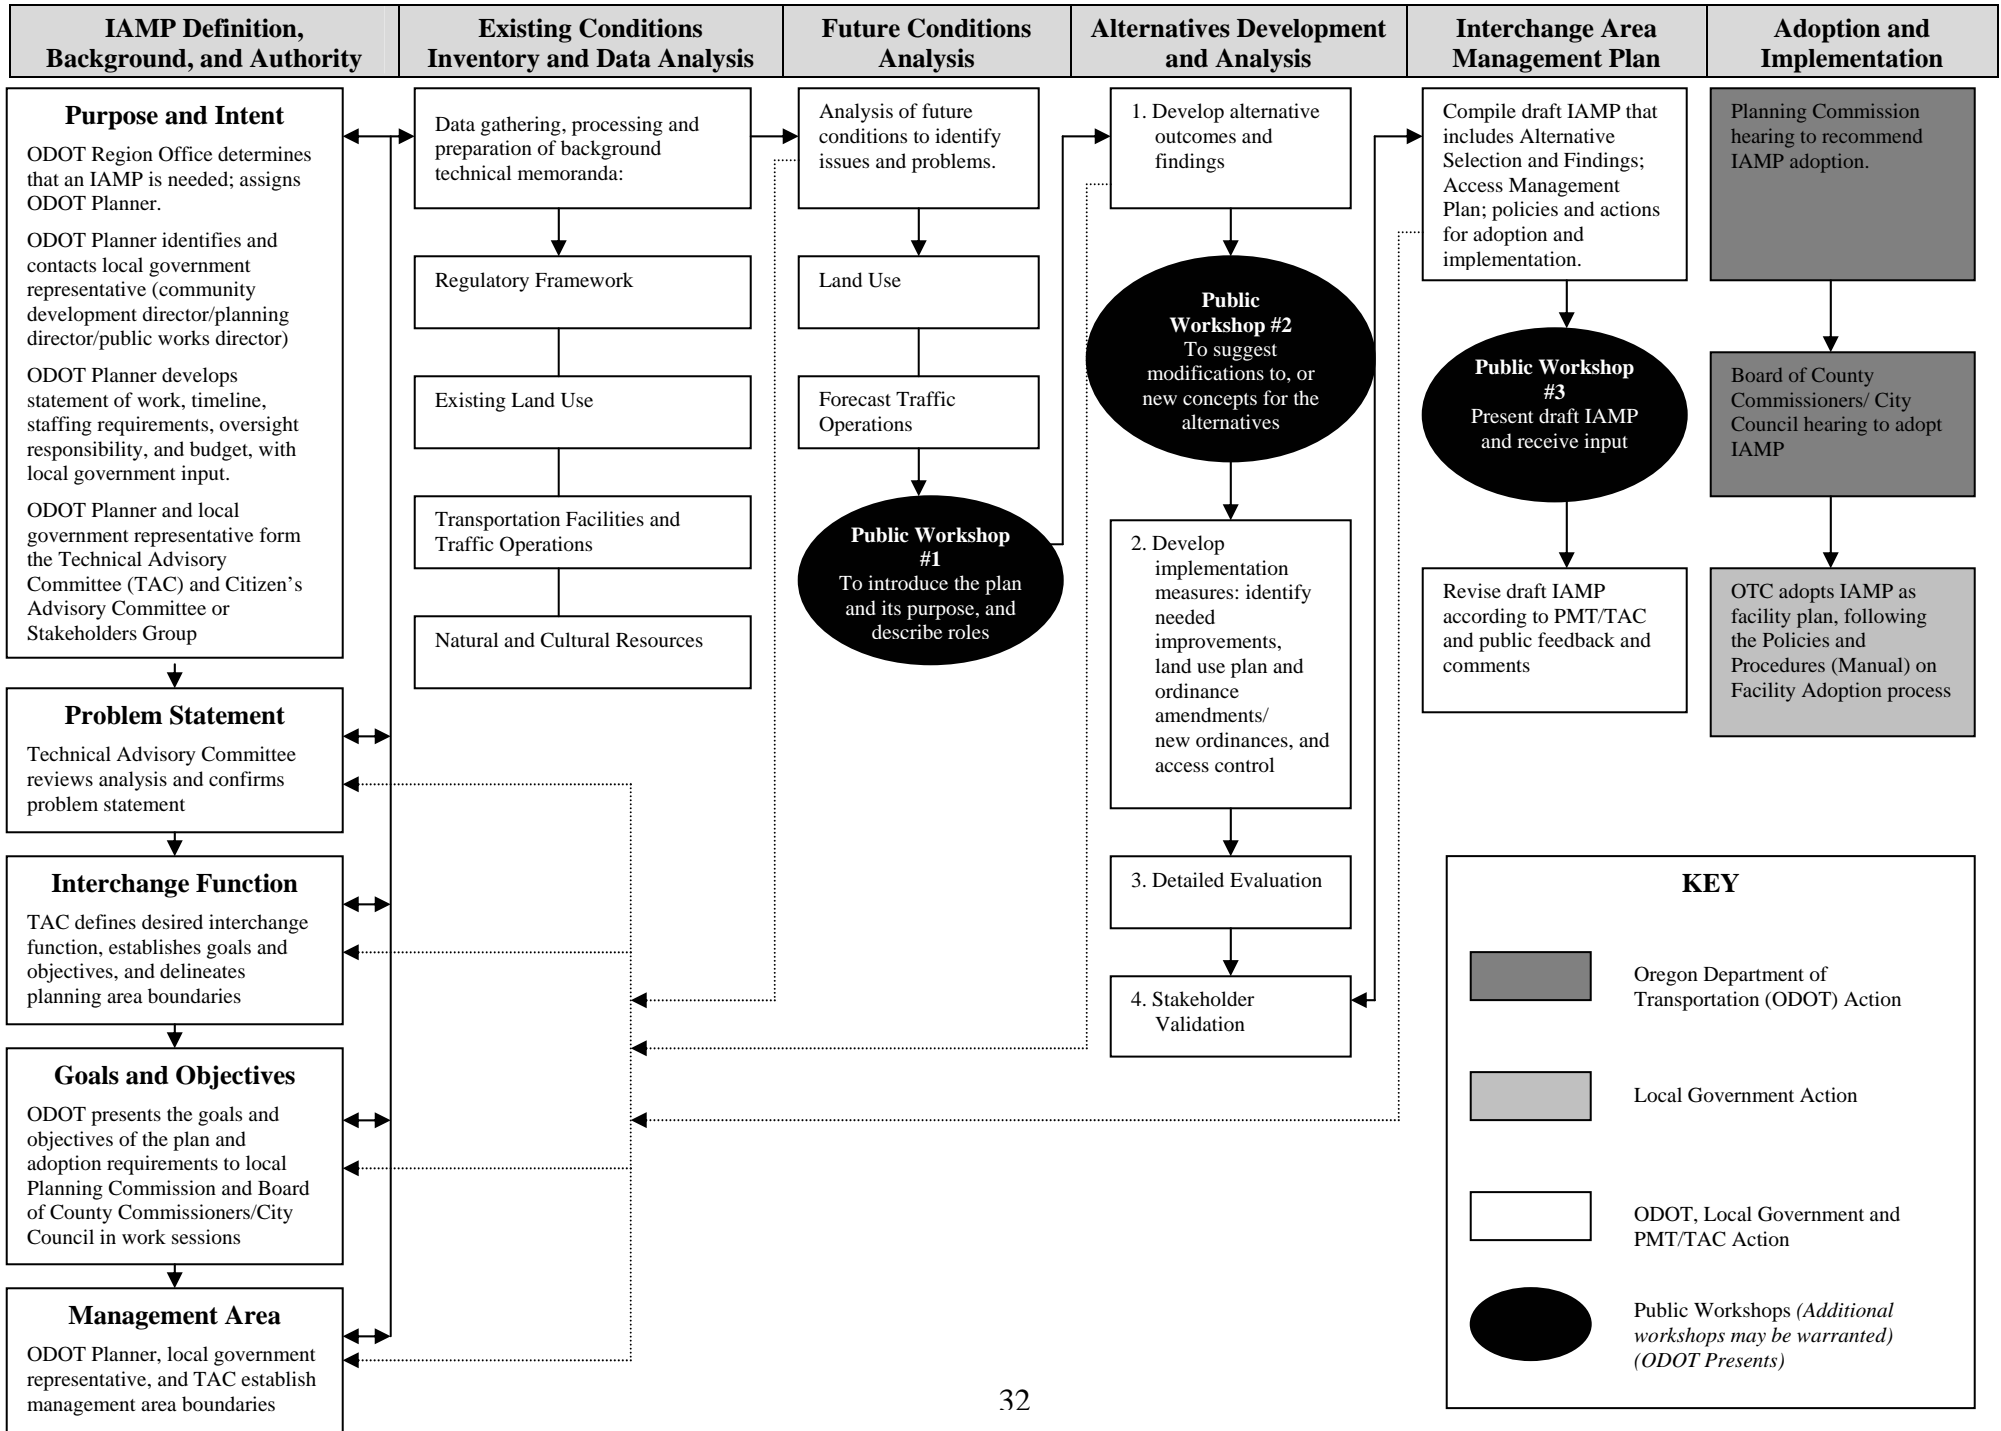 IAMP Definition,
Background, and Authority
Existing Conditions
Inventory and Data Analysis
Future Conditions
Analysis
Alternatives Development
and Analysis
Interchange Area
Management Plan
Adoption and
Implementation
Purpose and Intent
ODOT Region Office determines
that an IAMP is needed; assigns
ODOT Planner.
ODOT Planner identifies and
contacts local government
representative (community
development director/planning
director/public works director)
ODOT Planner develops
statement of work, timeline,
staffing requirements, oversight
responsibility, and budget, with
local government input.
ODOT Planner and local
government representative form
the Technical Advisory
Committee (TAC) and Citizen's
Advisory Committee or
Stakeholders Group
Problem Statement
Technical Advisory Committee
reviews analysis and confirms
problem statement
Interchange Function
TAC defines desired interchange
function, establishes goals and
objectives, and delineates
planning area boundaries
Goals and Objectives
ODOT presents the goals and
objectives of the plan and
adoption requirements to local
Planning Commission and Board
of County Commissioners/City
Council in work sessions
Management Area
ODOT Planner, local government
representative, and TAC establish
management area boundaries
Data gathering, processing and
preparation of background
technical memoranda:
Regulatory Framework
Existing Land Use
Transportation Facilities and
Traffic Operations
Natural and Cultural Resources
Analysis of future
conditions to identify
issues and problems.
Land Use
Forecast Traffic
Operations
Public Workshop
#1
To introduce the plan
and its purpose, and
describe roles
1. Develop alternative
outcomes and
findings
Public
Workshop #2
To suggest
modifications to, or
new concepts for the
alternatives
2. Develop
implementation
measures: identify
needed
improvements,
land use plan and
ordinance
amendments/
new ordinances, and
access control
3. Detailed Evaluation
4. Stakeholder
Validation
Compile draft IAMP that
includes Alternative
Selection and Findings;
Access Management
Plan; policies and actions
for adoption and
implementation.
Public Workshop
#3
Present draft IAMP
and receive input
Revise draft IAMP
according to PMT/TAC
and public feedback and
comments
Planning Commission
hearing to recommend
IAMP adoption.
Board of County
Commissioners/ City
Council hearing to adopt
IAMP
OTC adopts IAMP as
facility plan, following
the Policies and
Procedures (Manual) on
Facility Adoption process
KEY
Oregon Department of
Transportation (ODOT) Action
Local Government Action
ODOT, Local Government and
PMT/TAC Action
Public Workshops (Additional
workshops may be warranted)
(ODOT Presents)
32